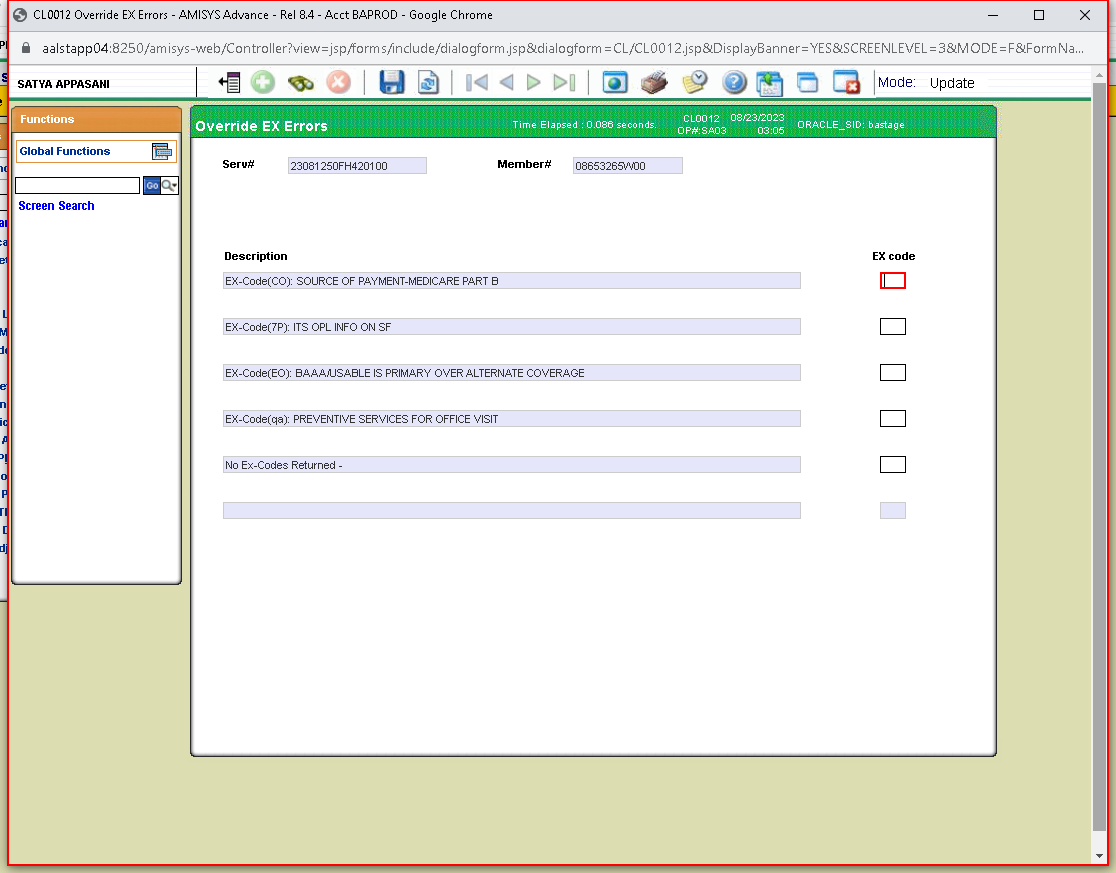 CL0012 Override EX Errors - AMISYS Advance - Rel 8.4 - Acct BAPROD - Google Chrome
aalstapp04:8250/amisys-web/Controller?view=jsp/forms/include/dialogform.jsp&dialogform=CL/CL0012.jsp&DisplayBanner=YES&SCREENLEVEL=3&MODE=F&FormNa...
SATYA APPASANI
Mode: Update
Functions
Global Functions
Go
Screen Search
Override EX Errors
Time Elapsed : 0.086 seconds.
CL0012 08/23/2023
OP#:SA03 03:05
ORACLE_SID: bastage
Serv# 23081250FH420100 Member# 08653265W00
Description EX code
EX-Code(CO): SOURCE OF PAYMENT-MEDICARE PART B
EX-Code(7P): ITS OPL INFO ON SF
EX-Code(EO): BAAA/USABLE IS PRIMARY OVER ALTERNATE COVERAGE
EX-Code(qa): PREVENTIVE SERVICES FOR OFFICE VISIT
No Ex-Codes Returned -